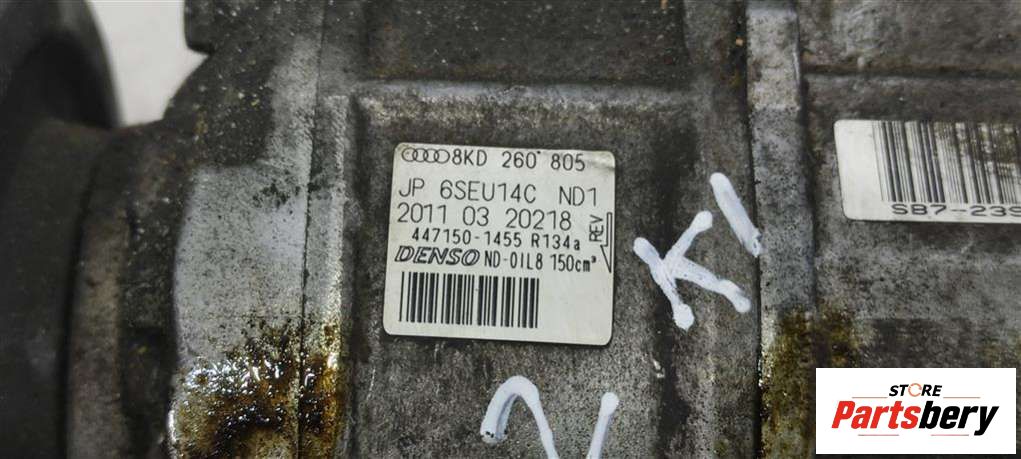 8KD 260 805
JP 6SEU14C ND1
2011 03 20218
REV
447150-1455 R134a
DENSO ND-OIL8 150cm³
SB7-23
K1
STORE
Partsbery